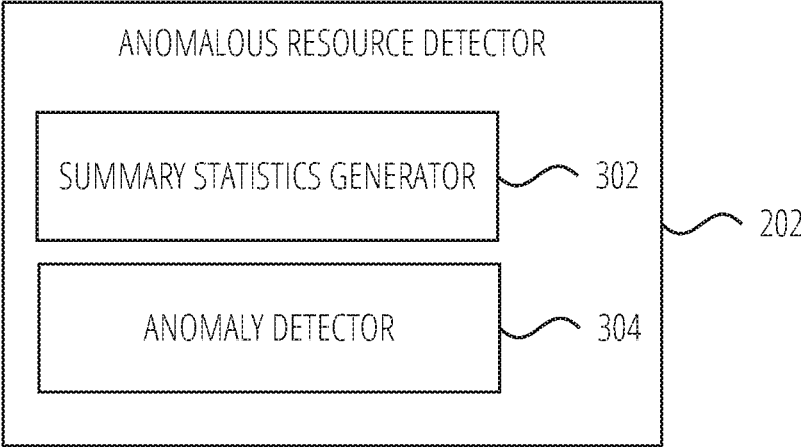 ANOMALOUS RESOURCE DETECTOR
SUMMARY STATISTICS GENERATOR
302
202
ANOMALY DETECTOR
304